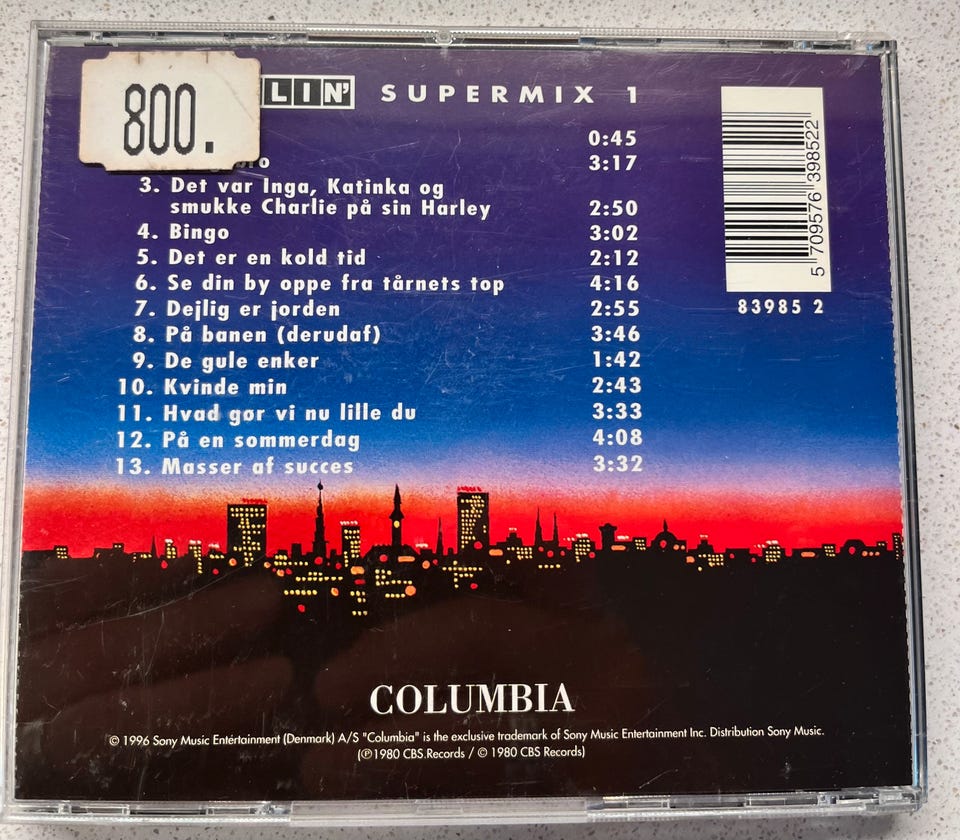 800.
LIN' SUPERMIX 1
0:45
3:17
3. Det var Inga, Katinka og
smukke Charlie på sin Harley 2:50
4. Bingo 3:02
5. Det er en kold tid 2:12
6. Se din by oppe fra tårnets top 4:16
7. Dejlig er jorden 2:55
8. På banen (derudaf) 3:46
9. De gule enker 1:42
10. Kvinde min 2:43
11. Hvad gør vi nu lille du 3:33
12. På en sommerdag 4:08
13. Masser af succes 3:32
5 709576 398522
83985 2
COLUMBIA
© 1996 Sony Music Entertainment (Denmark) A/S "Columbia" is the exclusive trademark of Sony Music Entertainment Inc. Distribution Sony Music.
(℗ 1980 CBS Records / © 1980 CBS Records)